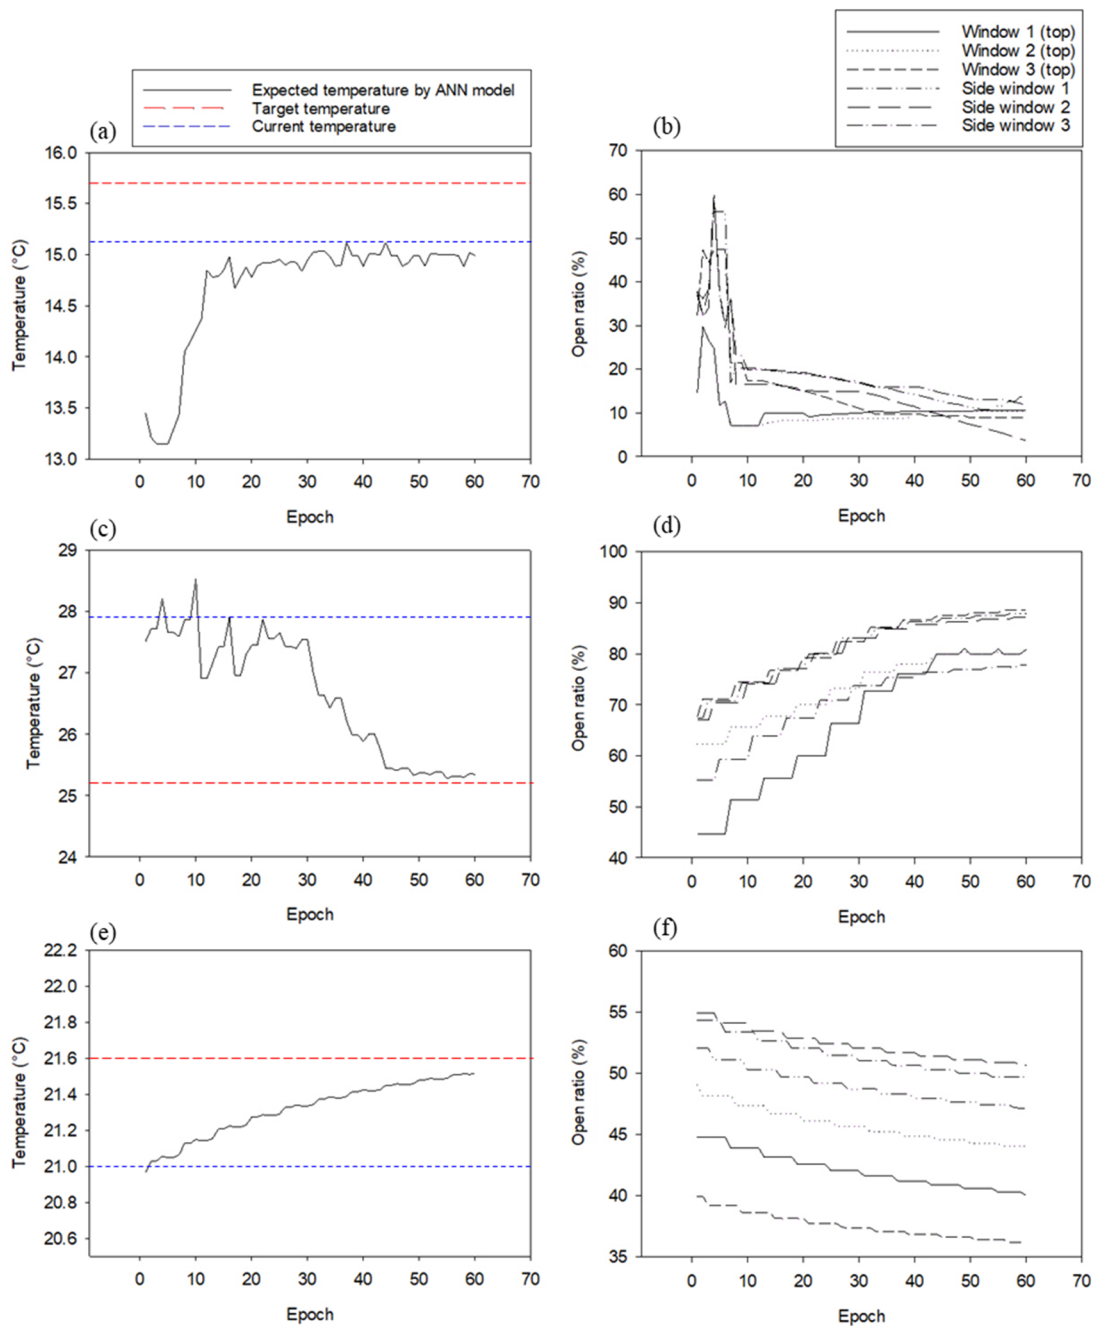 Window 1 (top)
Window 2 (top)
Window 3 (top)
Side window 1
Side window 2
Side window 3
Expected temperature by ANN model
Target temperature
Current temperature
(a)
16.0
15.5
15.0
14.5
14.0
13.5
13.0
Temperature (°C)
0 10 20 30 40 50 60 70
Epoch
(b)
70
60
50
40
30
20
10
0
Open ratio (%)
0 10 20 30 40 50 60 70
Epoch
(c)
29
28
27
26
25
24
Temperature (°C)
0 10 20 30 40 50 60 70
Epoch
(d)
100
90
80
70
60
50
40
Open ratio (%)
0 10 20 30 40 50 60 70
Epoch
(e)
22.2
22.0
21.8
21.6
21.4
21.2
21.0
20.8
20.6
Temperature (°C)
0 10 20 30 40 50 60 70
Epoch
(f)
60
55
50
45
40
35
Open ratio (%)
0 10 20 30 40 50 60 70
Epoch